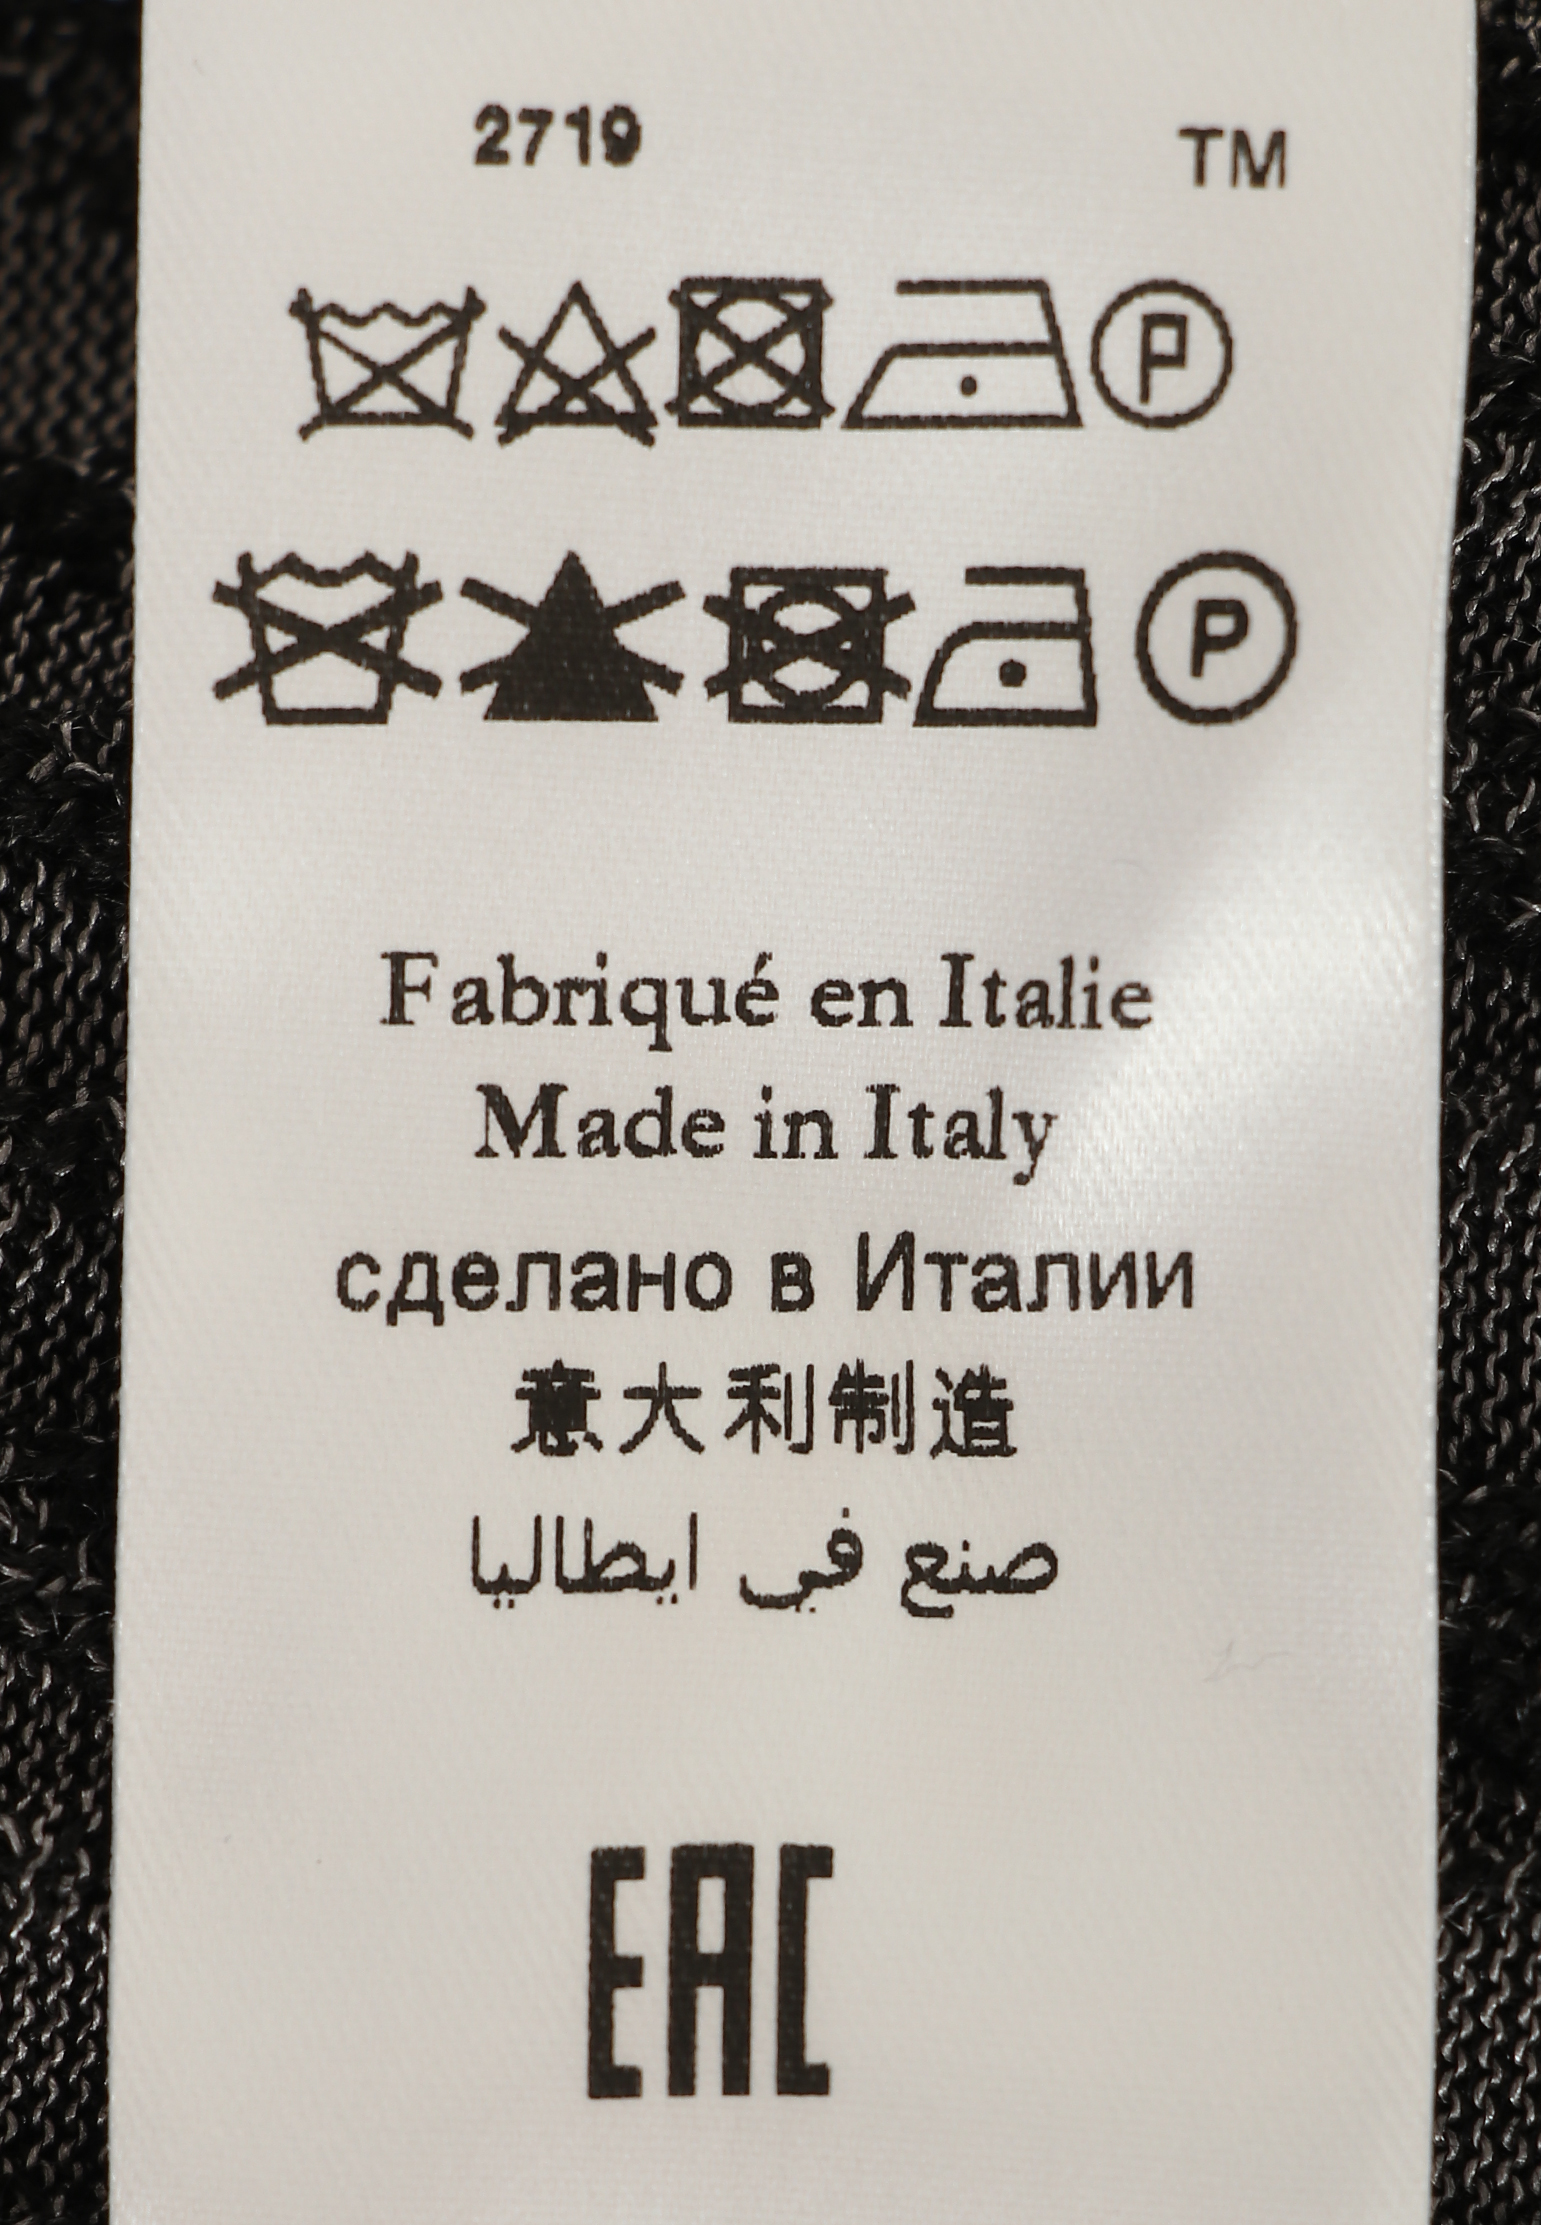 2719 TM
P
P
Fabriqué en Italie
Made in Italy
сделано в Италии
意大利制造
صنع في ايطاليا
EAC